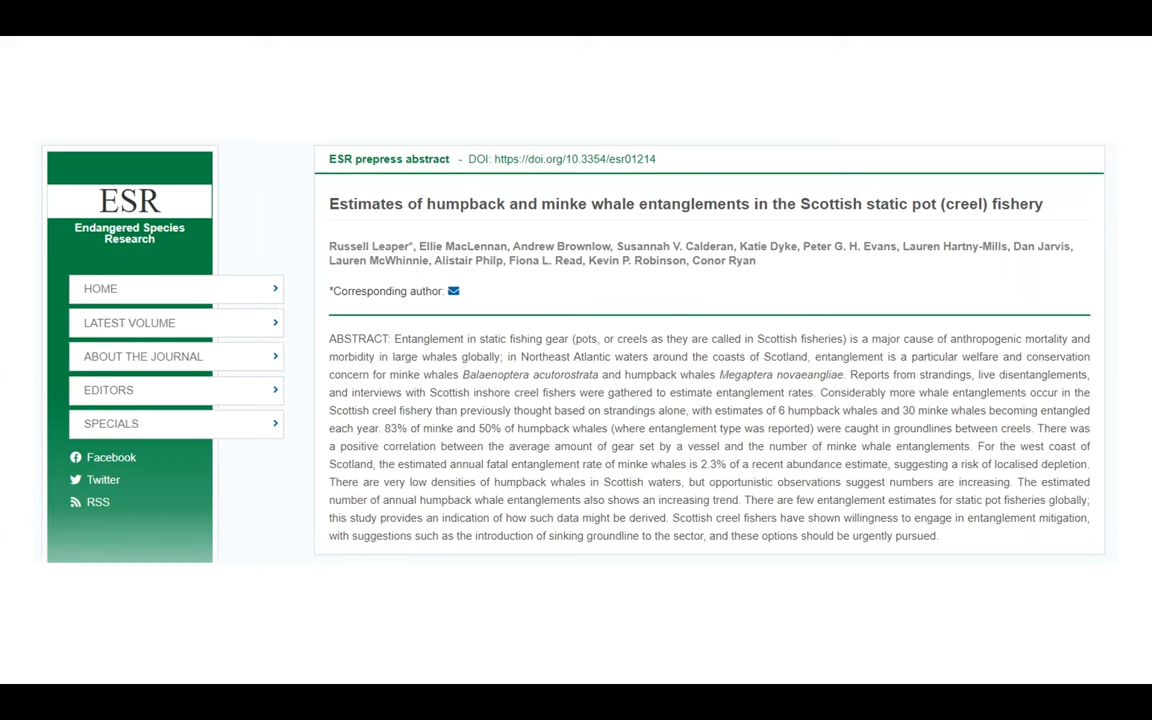 ESR
Endangered Species
Research
HOME
LATEST VOLUME
ABOUT THE JOURNAL
EDITORS
SPECIALS
Facebook
Twitter
RSS
ESR prepress abstract - DOI: https://doi.org/10.3354/esr01214
Estimates of humpback and minke whale entanglements in the Scottish static pot (creel) fishery
Russell Leaper*, Ellie MacLennan, Andrew Brownlow, Susannah V. Calderan, Katie Dyke, Peter G. H. Evans, Lauren Hartny-Mills, Dan Jarvis,
Lauren McWhinnie, Alistair Philp, Fiona L. Read, Kevin P. Robinson, Conor Ryan
*Corresponding author:
ABSTRACT: Entanglement in static fishing gear (pots, or creels as they are called in Scottish fisheries) is a major cause of anthropogenic mortality and
morbidity in large whales globally; in Northeast Atlantic waters around the coasts of Scotland, entanglement is a particular welfare and conservation
concern for minke whales Balaenoptera acutorostrata and humpback whales Megaptera novaeangliae. Reports from strandings, live disentanglements,
and interviews with Scottish inshore creel fishers were gathered to estimate entanglement rates. Considerably more whale entanglements occur in the
Scottish creel fishery than previously thought based on strandings alone, with estimates of 6 humpback whales and 30 minke whales becoming entangled
each year. 83% of minke and 50% of humpback whales (where entanglement type was reported) were caught in groundlines between creels. There was
a positive correlation between the average amount of gear set by a vessel and the number of minke whale entanglements. For the west coast of
Scotland, the estimated annual fatal entanglement rate of minke whales is 2.3% of a recent abundance estimate, suggesting a risk of localised depletion.
There are very low densities of humpback whales in Scottish waters, but opportunistic observations suggest numbers are increasing. The estimated
number of annual humpback whale entanglements also shows an increasing trend. There are few entanglement estimates for static pot fisheries globally;
this study provides an indication of how such data might be derived. Scottish creel fishers have shown willingness to engage in entanglement mitigation,
with suggestions such as the introduction of sinking groundline to the sector, and these options should be urgently pursued.